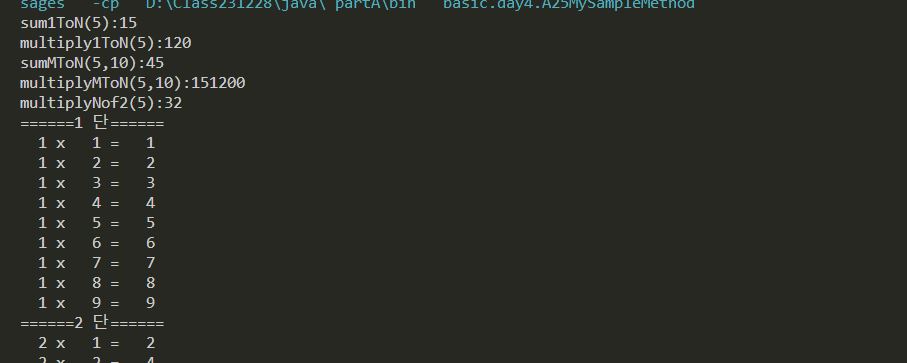 sages -cp D:\Class231228\java\ partA\bin basic.day4.A25MySampleMethod
sum1ToN(5):15
multiply1ToN(5):120
sumMToN(5,10):45
multiplyMToN(5,10):151200
multiplyNof2(5):32
======1 단======
1 x 1 = 1
1 x 2 = 2
1 x 3 = 3
1 x 4 = 4
1 x 5 = 5
1 x 6 = 6
1 x 7 = 7
1 x 8 = 8
1 x 9 = 9
======2 단======
2 x 1 = 2
2 x 2 = 4